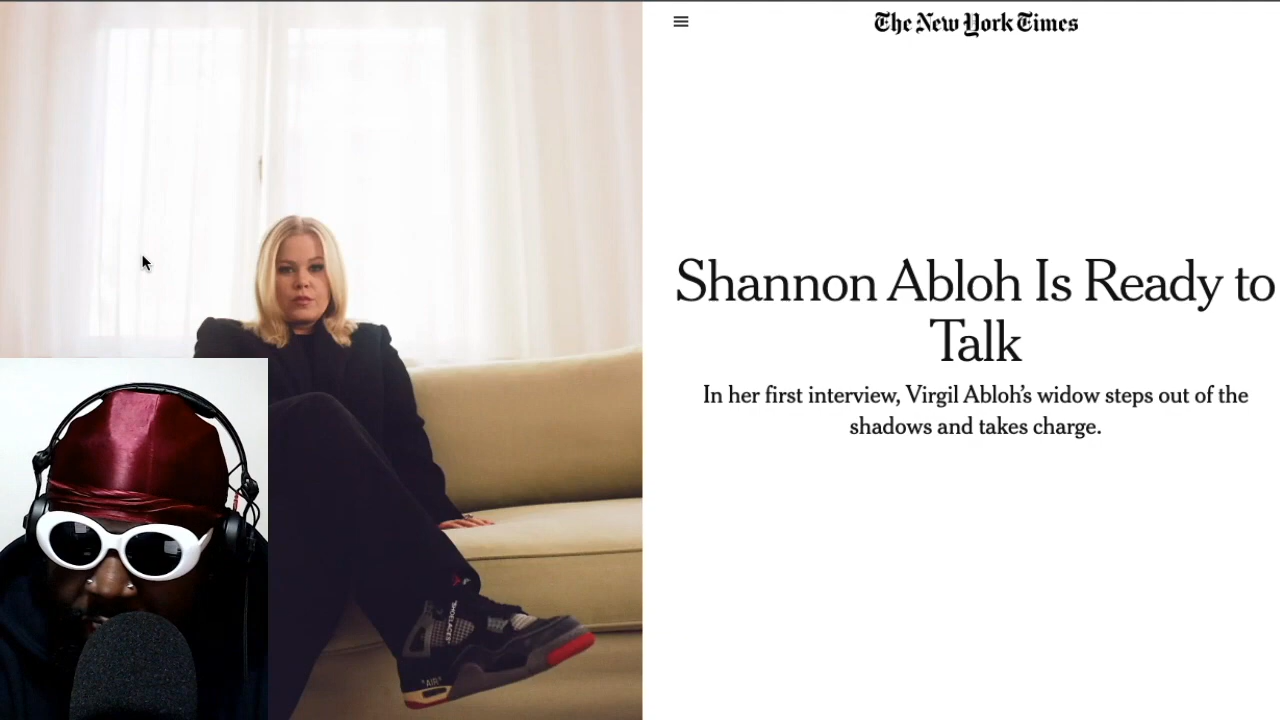 The New York Times
Shannon Abloh Is Ready to
Talk
In her first interview, Virgil Abloh’s widow steps out of the
shadows and takes charge.
"SHOELACES"
"AIR"